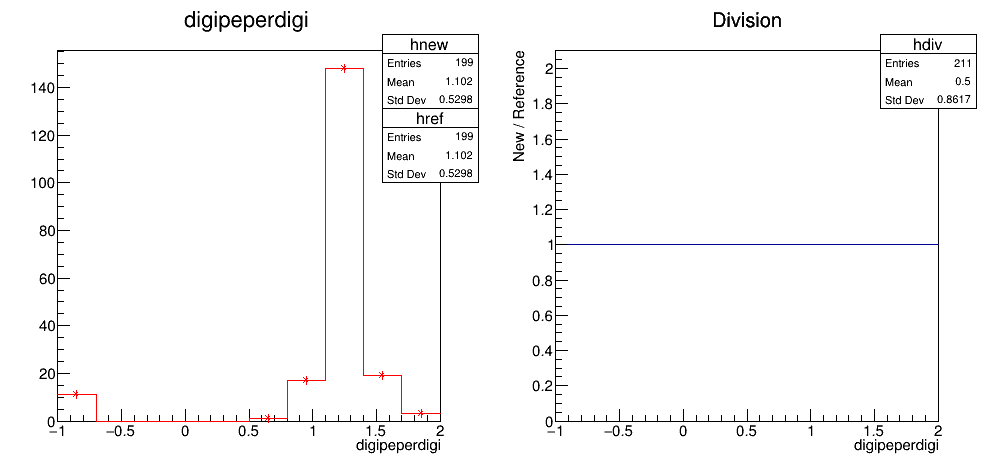 digipeperdigi
hnew
Entries 199
Mean 1.102
Std Dev 0.5298
href
Entries 199
Mean 1.102
Std Dev 0.5298
140
120
100
80
60
40
20
0
−1 −0.5 0 0.5 1 1.5 2
digipeperdigi
Division
hdiv
Entries 211
Mean 0.5
Std Dev 0.8617
New / Reference
2
1.8
1.6
1.4
1.2
1
0.8
0.6
0.4
0.2
0
−1 −0.5 0 0.5 1 1.5 2
digipeperdigi